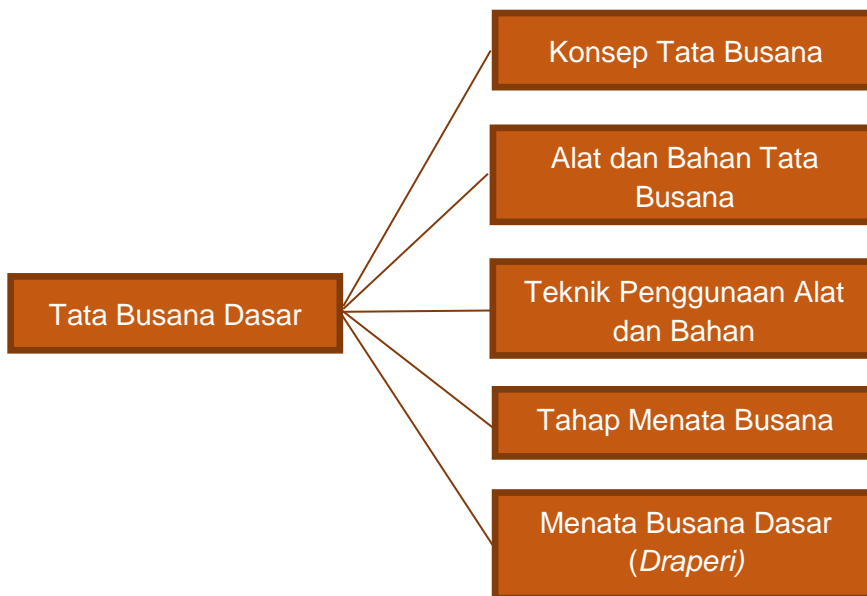 Konsep Tata Busana
Alat dan Bahan Tata
Busana
Tata Busana Dasar
Teknik Penggunaan Alat
dan Bahan
Tahap Menata Busana
Menata Busana Dasar
(Draperi)